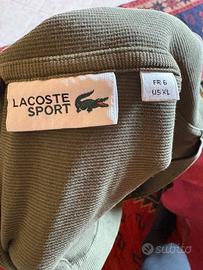 LACOSTE
SPORT
FR 6
US XL
subito